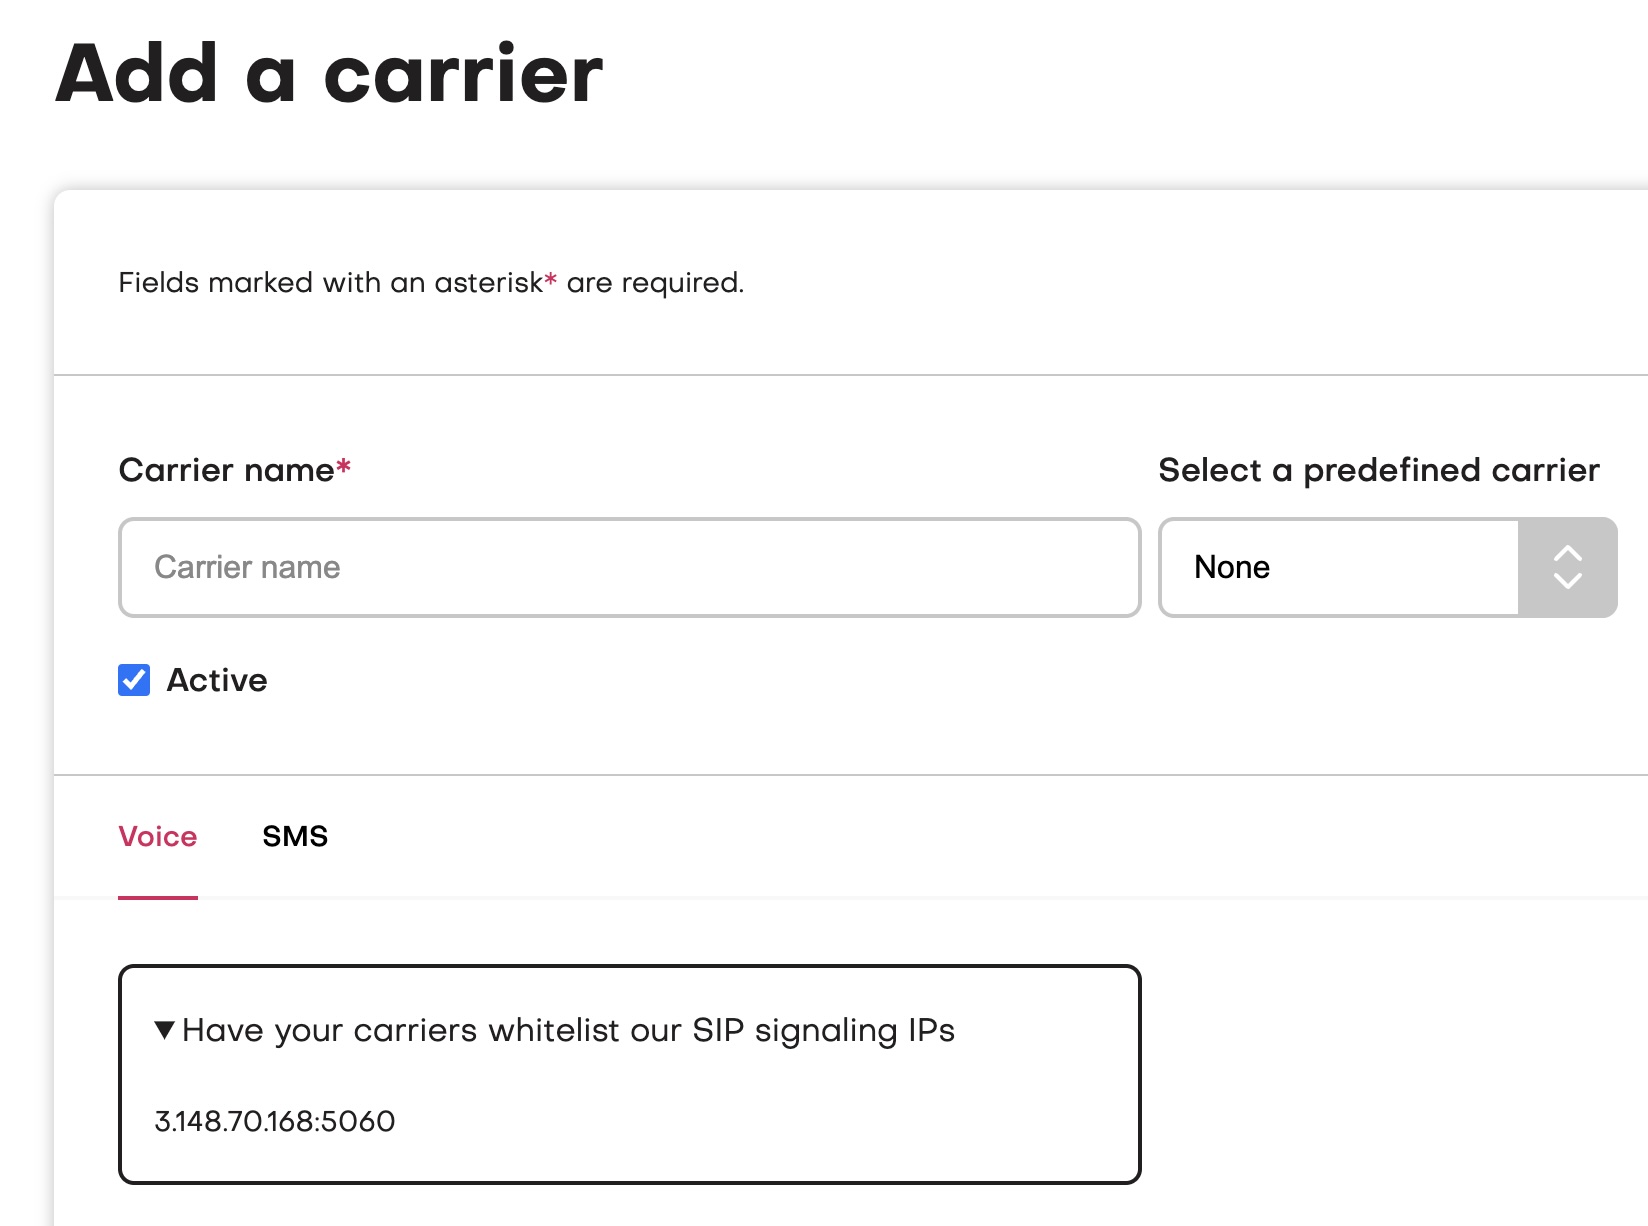 Add a carrier
Fields marked with an asterisk* are required.
Carrier name*
Select a predefined carrier
Carrier name
None
Active
Voice
SMS
▼Have your carriers whitelist our SIP signaling IPs
3.148.70.168:5060